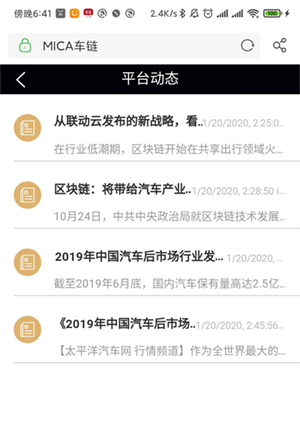 傍晚6:41
2.4K/s
100
MICA车链
平台动态
从联动云发布的新战略，看..
1/20/2020, 2:25:0...
在行业低潮期，区块链开始在共享出行领域火...
区块链：将带给汽车产业..
1/20/2020, 2:28:50 i...
10月24日，中共中央政治局就区块链技术发展...
2019年中国汽车后市场行业发...
1/20/2020, ...
截至2019年6月底，国内汽车保有量高达2.5亿...
《2019年中国汽车后市场..
1/20/2020, 2:45:56...
【太平洋汽车网 行情频道】作为全世界最大的...